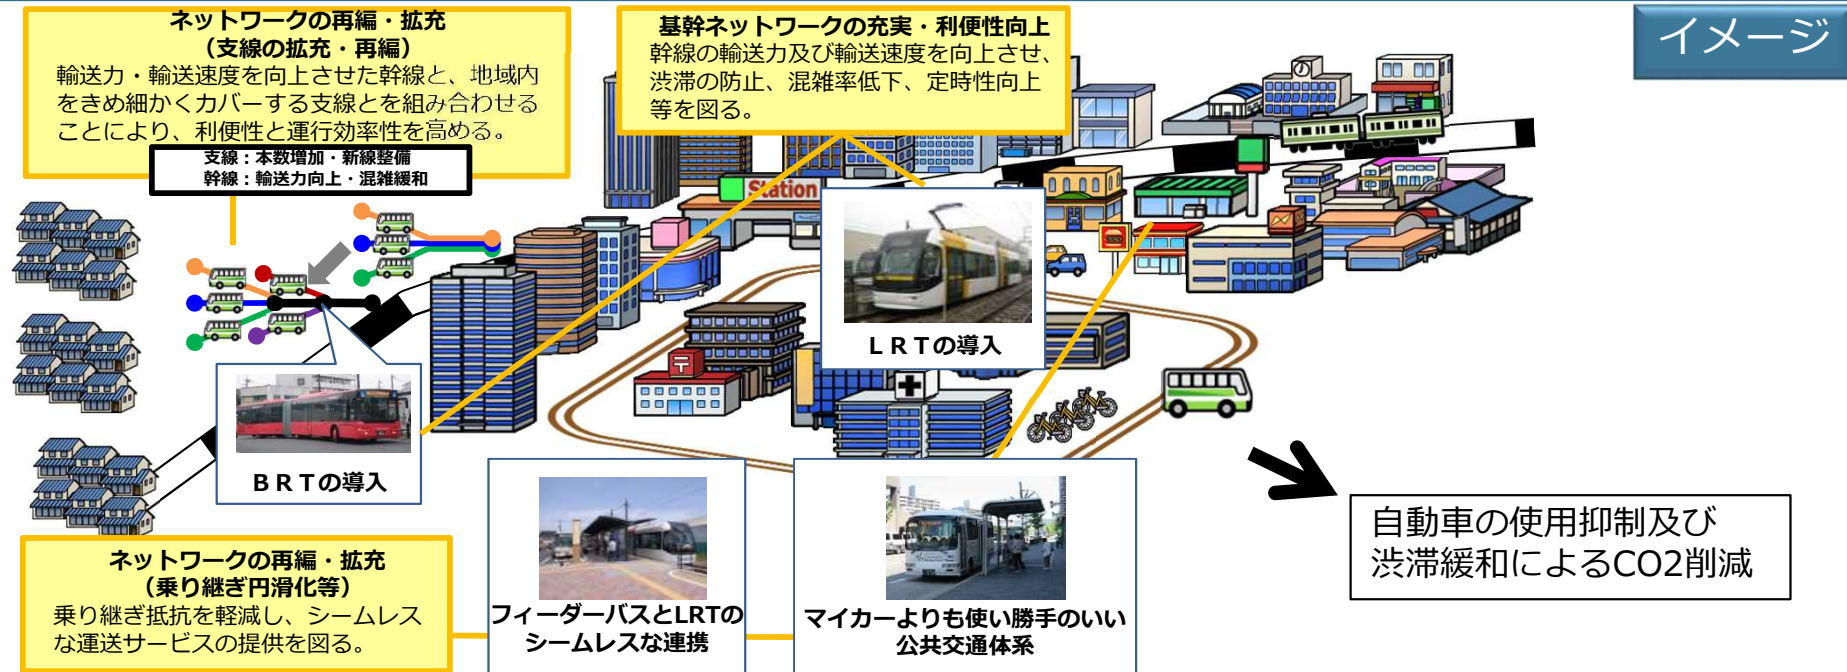 イメージ
ネットワークの再編・拡充
（支線の拡充・再編）
輸送力・輸送速度を向上させた幹線と、地域内
をきめ細かくカバーする支線とを組み合わせる
ことにより、利便性と運行効率性を高める。
支線：本数増加・新線整備
幹線：輸送力向上・混雑緩和
基幹ネットワークの充実・利便性向上
幹線の輸送力及び輸送速度を向上させ、
渋滞の防止、混雑率低下、定時性向上
等を図る。
Station
ＬＲＴの導入
ＢＲＴの導入
ネットワークの再編・拡充
（乗り継ぎ円滑化等）
乗り継ぎ抵抗を軽減し、シームレス
な運送サービスの提供を図る。
フィーダーバスとLRTの
シームレスな連携
マイカーよりも使い勝手のいい
公共交通体系
自動車の使用抑制及び
渋滞緩和によるCO2削減